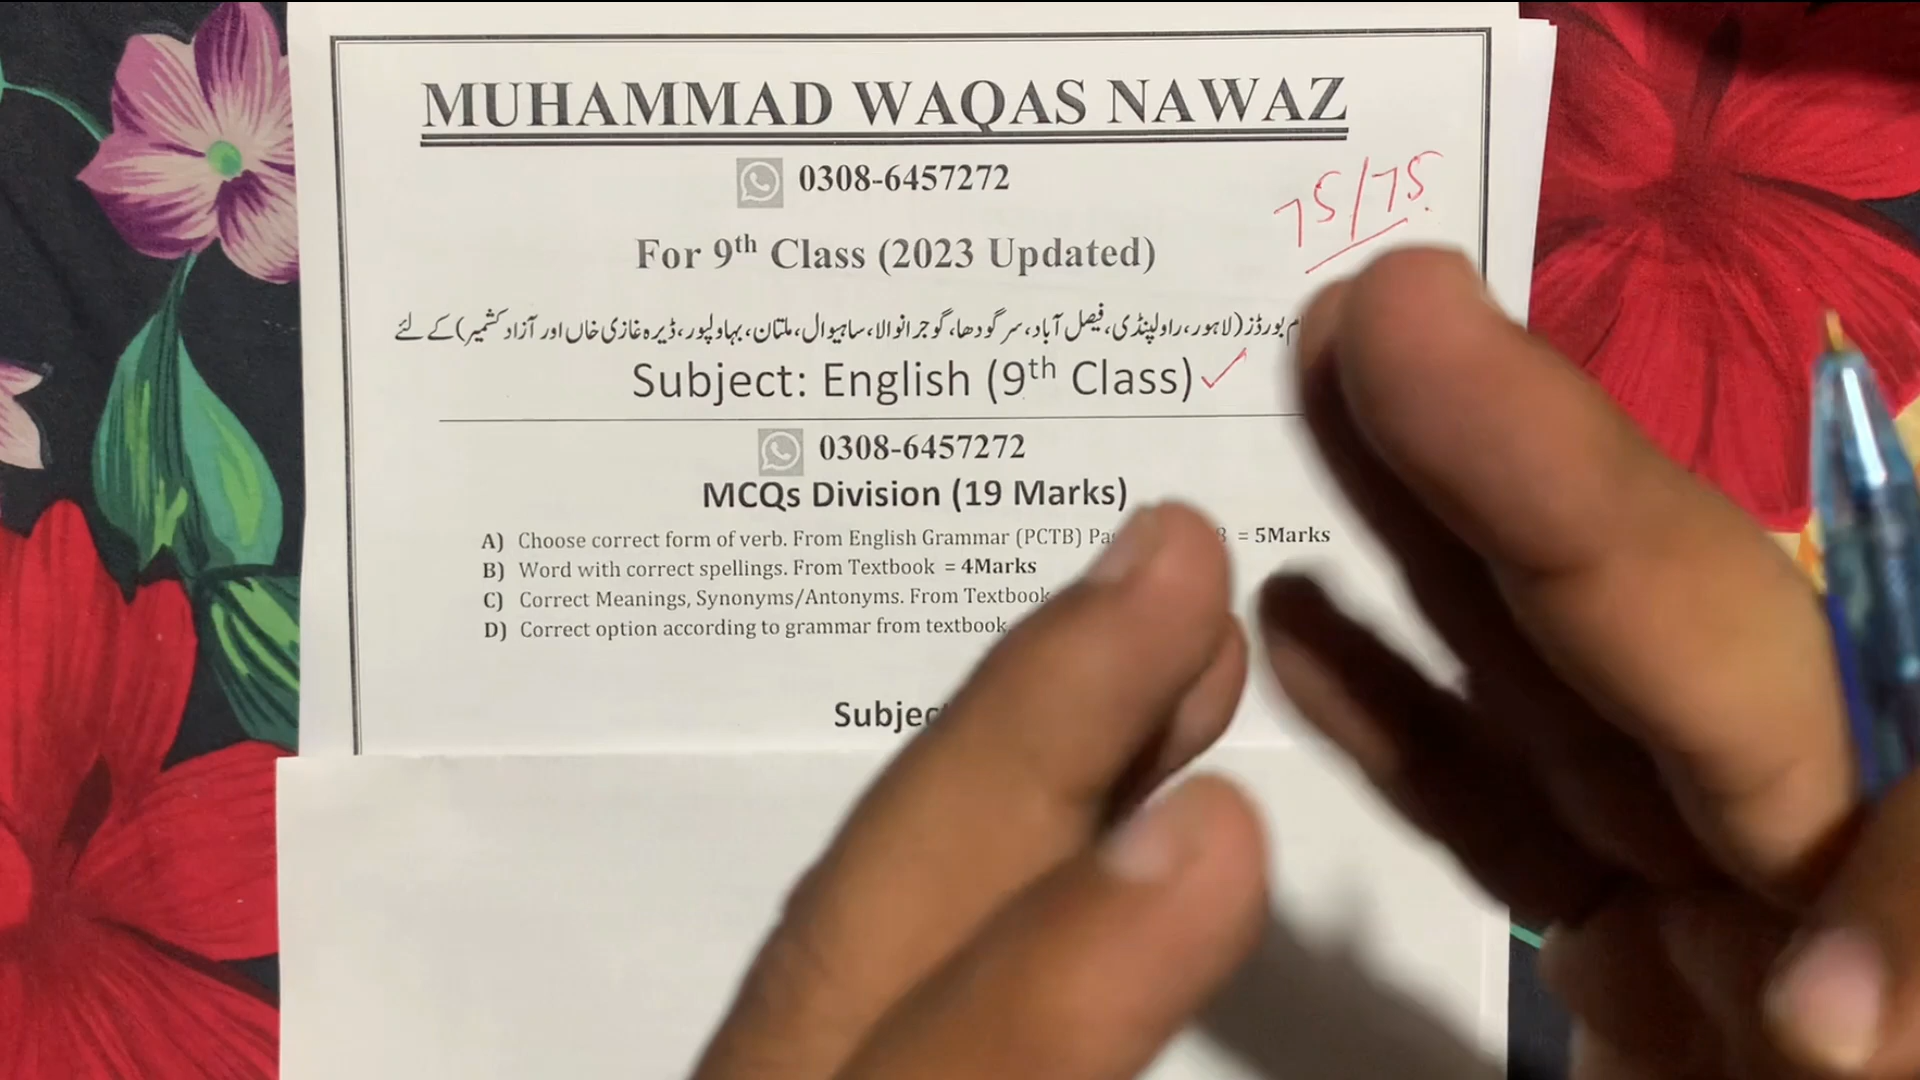 MUHAMMAD WAQAS NAWAZ
0308-6457272
75/75
For 9th Class (2023 Updated)
بورڈز (لاہور، راولپنڈی، فیصل آباد، سرگودھا، گوجرانوالا، ساہیوال، ملتان، بہاولپور، ڈیرہ غازی خاں اور آزاد کشمیر) کے لئے
Subject: English (9th Class)
0308-6457272
MCQs Division (19 Marks)
A) Choose correct form of verb. From English Grammar (PCTB) = 5Marks
B) Word with correct spellings. From Textbook = 4Marks
C) Correct Meanings, Synonyms/Antonyms. From Textbook
D) Correct option according to grammar from textbook